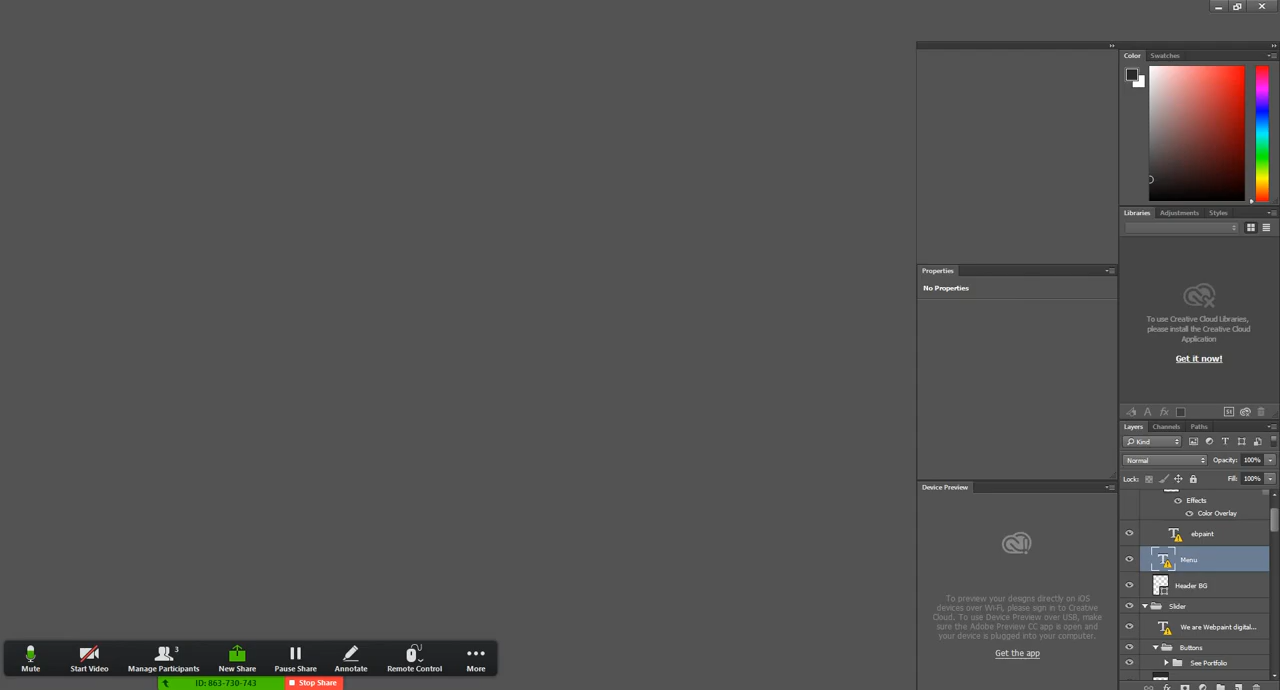 Color Swatches
Libraries Adjustments Styles
To use Creative Cloud Libraries,
please install the Creative Cloud
Application
Get it now!
Properties
No Properties
Layers Channels Paths
Kind
Normal Opacity: 100%
Lock: Fill: 100%
Effects
Color Overlay
ebpaint
Menu
Header BG
Slider
We are Webpaint digital...
Buttons
See Portfolio
Device Preview
To preview your designs directly on iOS
devices over Wi-Fi, please sign in to Creative
Cloud. To use Device Preview over USB, make
sure the Adobe Preview CC app is open and
your device is plugged into your computer.
Get the app
3
Mute Start Video Manage Participants New Share Pause Share Annotate Remote Control More
ID: 863-730-743 Stop Share